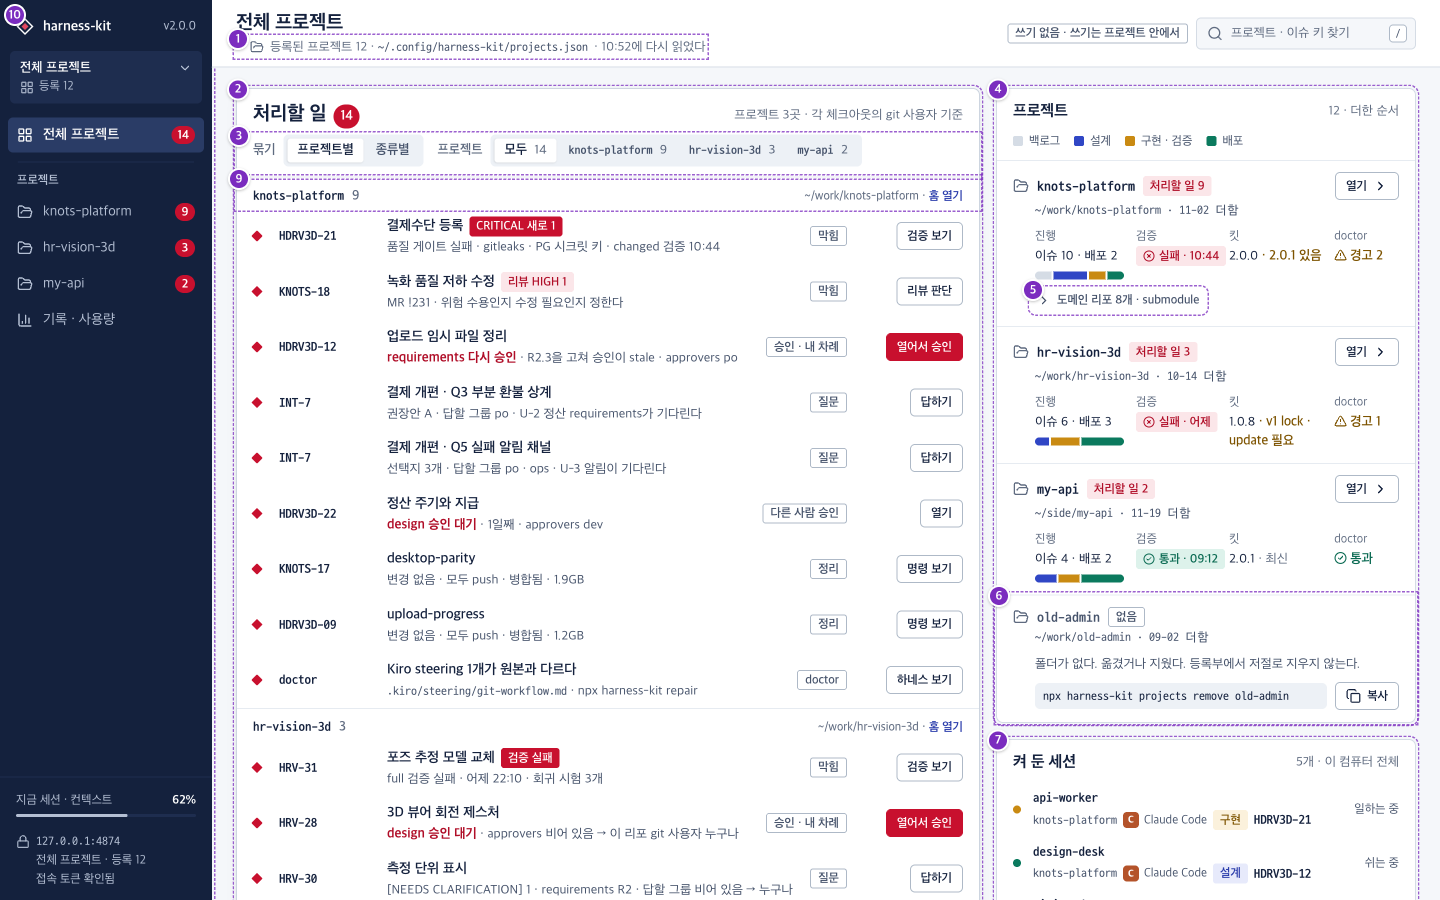 10
harness-kit
v2.0.0
전체 프로젝트
등록 12
전체 프로젝트
14
프로젝트
knots-platform
9
hr-vision-3d
3
my-api
2
기록 · 사용량
지금 세션 · 컨텍스트
62%
127.0.0.1:4874
전체 프로젝트 · 등록 12
접속 토큰 확인됨
전체 프로젝트
1
등록된 프로젝트 12 · ~/.config/harness-kit/projects.json · 10:52에 다시 읽었다
쓰기 없음 · 쓰기는 프로젝트 안에서
프로젝트 · 이슈 키 찾기
/
2
처리할 일
14
프로젝트 3곳 · 각 체크아웃의 git 사용자 기준
3
묶기
프로젝트별
종류별
프로젝트
모두 14
knots-platform 9
hr-vision-3d 3
my-api 2
9
knots-platform 9
~/work/knots-platform · 홈 열기
HDRV3D-21
결제수단 등록
CRITICAL 새로 1
품질 게이트 실패 · gitleaks · PG 시크릿 키 · changed 검증 10:44
막힘
검증 보기
KNOTS-18
녹화 품질 저하 수정
리뷰 HIGH 1
MR !231 · 위험 수용인지 수정 필요인지 정한다
막힘
리뷰 판단
HDRV3D-12
업로드 임시 파일 정리
requirements 다시 승인 · R2.3을 고쳐 승인이 stale · approvers po
승인 · 내 차례
열어서 승인
INT-7
결제 개편 · Q3 부분 환불 상계
권장안 A · 답할 그룹 po · U-2 정산 requirements가 기다린다
질문
답하기
INT-7
결제 개편 · Q5 실패 알림 채널
선택지 3개 · 답할 그룹 po · ops · U-3 알림이 기다린다
질문
답하기
HDRV3D-22
정산 주기와 지급
design 승인 대기 · 1일째 · approvers dev
다른 사람 승인
열기
KNOTS-17
desktop-parity
변경 없음 · 모두 push · 병합됨 · 1.9GB
정리
명령 보기
HDRV3D-09
upload-progress
변경 없음 · 모두 push · 병합됨 · 1.2GB
정리
명령 보기
doctor
Kiro steering 1개가 원본과 다르다
.kiro/steering/git-workflow.md · npx harness-kit repair
doctor
하네스 보기
hr-vision-3d 3
~/work/hr-vision-3d · 홈 열기
HRV-31
포즈 추정 모델 교체
검증 실패
full 검증 실패 · 어제 22:10 · 회귀 시험 3개
막힘
검증 보기
HRV-28
3D 뷰어 회전 제스처
design 승인 대기 · approvers 비어 있음 → 이 리포 git 사용자 누구나
승인 · 내 차례
열어서 승인
HRV-30
측정 단위 표시
[NEEDS CLARIFICATION] 1 · requirements R2 · 답할 그룹 비어 있음 → 누구나
질문
답하기
4
프로젝트
12 · 더한 순서
백로그
설계
구현 · 검증
배포
knots-platform
처리할 일 9
열기
~/work/knots-platform · 11-02 더함
진행
검증
킷
doctor
이슈 10 · 배포 2
실패 · 10:44
2.0.0 · 2.0.1 있음
경고 2
5
도메인 리포 8개 · submodule
hr-vision-3d
처리할 일 3
열기
~/work/hr-vision-3d · 10-14 더함
진행
검증
킷
doctor
이슈 6 · 배포 3
실패 · 어제
1.0.8 · v1 lock ·
update 필요
경고 1
my-api
처리할 일 2
열기
~/side/my-api · 11-19 더함
진행
검증
킷
doctor
이슈 4 · 배포 2
통과 · 09:12
2.0.1 · 최신
통과
6
old-admin
없음
~/work/old-admin · 09-02 더함
폴더가 없다. 옮겼거나 지웠다. 등록부에서 저절로 지우지 않는다.
npx harness-kit projects remove old-admin
복사
7
켜 둔 세션
5개 · 이 컴퓨터 전체
api-worker
knots-platform
C
Claude Code
구현
HDRV3D-21
일하는 중
design-desk
knots-platform
C
Claude Code
설계
HDRV3D-12
쉬는 중